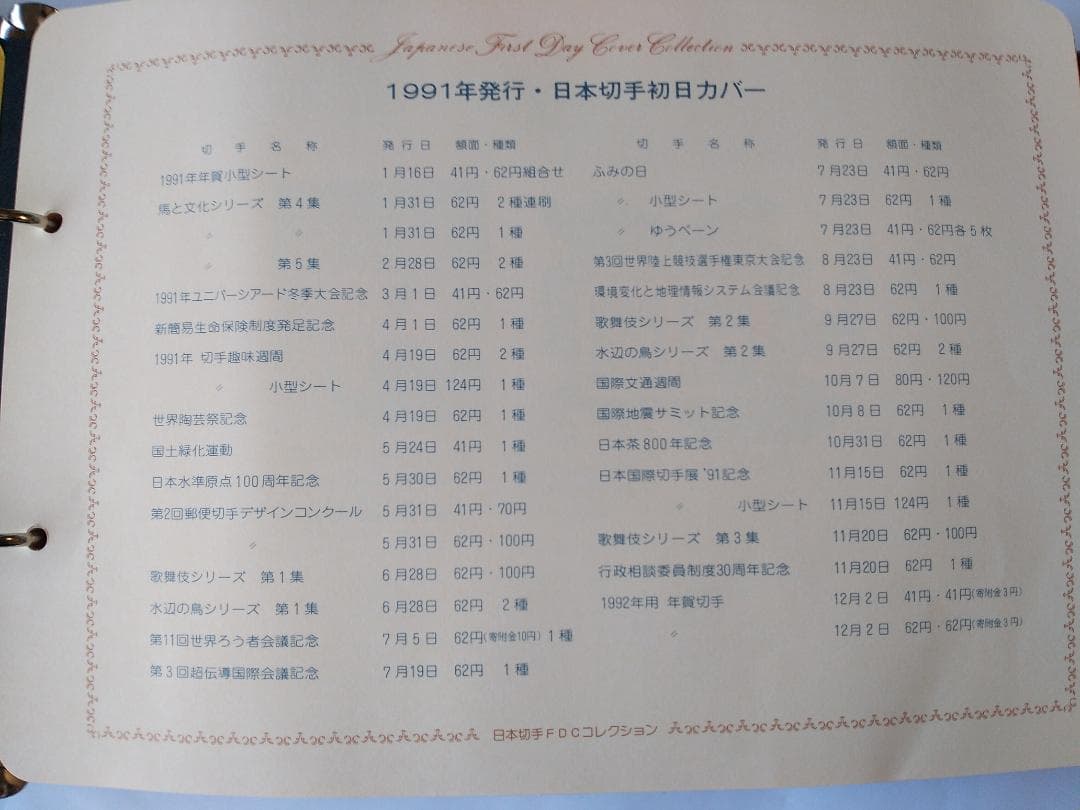 Japanese First Day Cover Collection
1991年発行・日本切手初日カバー
切手名称 発行日 額面・種類
1991年年賀小型シート 1月16日 41円・62円組合せ
馬と文化シリーズ 第4集 1月31日 62円 2種連刷
〃 〃 1月31日 62円 1種
〃 第5集 2月28日 62円 2種
1991年ユニバーシアード冬季大会記念 3月1日 41円・62円
新簡易生命保険制度発足記念 4月1日 62円 1種
1991年 切手趣味週間 4月19日 62円 2種
〃 小型シート 4月19日 124円 1種
世界陶芸祭記念 4月19日 62円 1種
国土緑化運動 5月24日 41円 1種
日本水準原点100周年記念 5月30日 62円 1種
第2回郵便切手デザインコンクール 5月31日 41円・70円
〃 5月31日 62円・100円
歌舞伎シリーズ 第1集 6月28日 62円・100円
水辺の鳥シリーズ 第1集 6月28日 62円 2種
第11回世界ろう者会議記念 7月5日 62円(寄附金10円) 1種
第3回超伝導国際会議記念 7月19日 62円 1種
切手名称 発行日 額面・種類
ふみの日 7月23日 41円・62円
〃 小型シート 7月23日 62円 1種
〃 ゆうペーン 7月23日 41円・62円各5枚
第3回世界陸上競技選手権東京大会記念 8月23日 41円・62円
環境変化と地理情報システム会議記念 8月23日 62円 1種
歌舞伎シリーズ 第2集 9月27日 62円・100円
水辺の鳥シリーズ 第2集 9月27日 62円 2種
国際文通週間 10月7日 80円・120円
国際地震サミット記念 10月8日 62円 1種
日本茶800年記念 10月31日 62円 1種
日本国際切手展'91記念 11月15日 62円 1種
〃 小型シート 11月15日 124円 1種
歌舞伎シリーズ 第3集 11月20日 62円・100円
行政相談委員制度30周年記念 11月20日 62円 1種
1992年用 年賀切手 12月2日 41円・41円(寄附金3円)
〃 12月2日 62円・62円(寄附金3円)
日本切手FDCコレクション